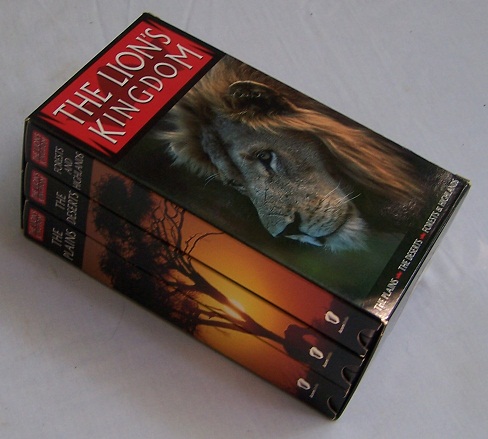 THE LION'S
KINGDOM
THE PLAINS THE DESERTS FORESTS & HIGHLANDS
FORESTS
AND
HIGHLANDS
THE
DESERTS
THE
PLAINS